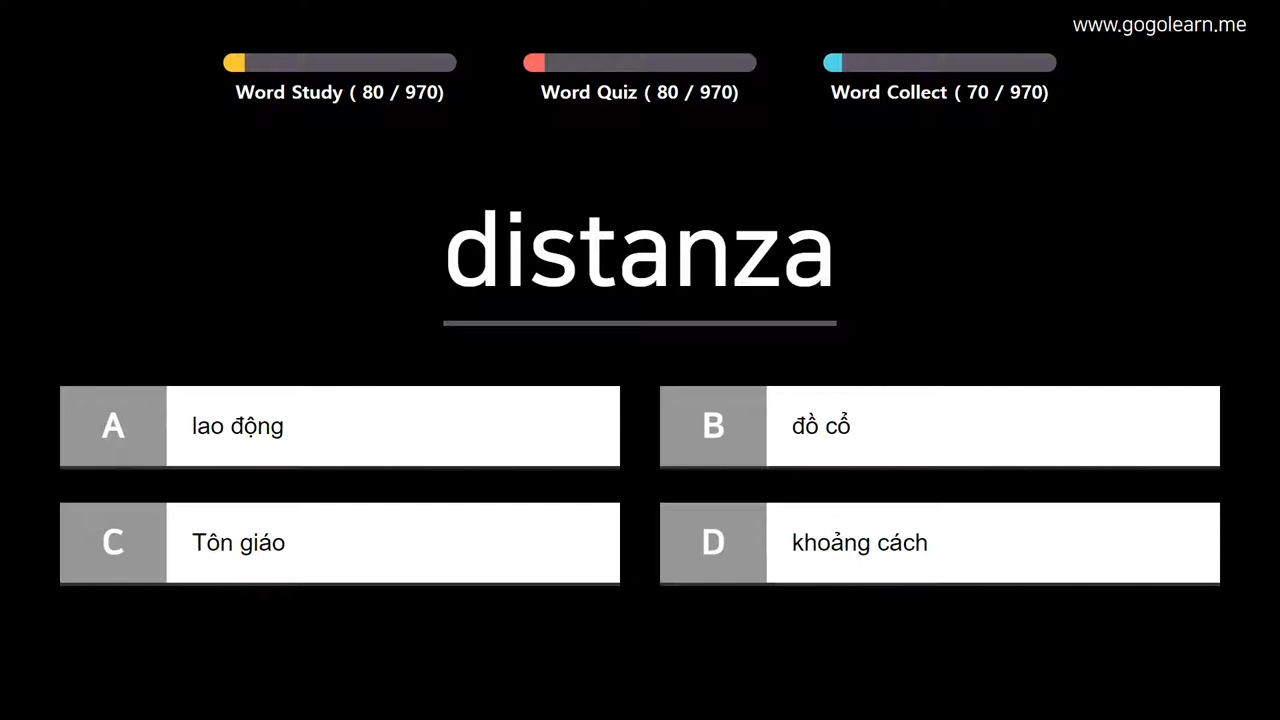 www.gogolearn.me
Word Study ( 80 / 970)
Word Quiz ( 80 / 970)
Word Collect ( 70 / 970)
distanza
A lao động
B đồ cổ
C Tôn giáo
D khoảng cách